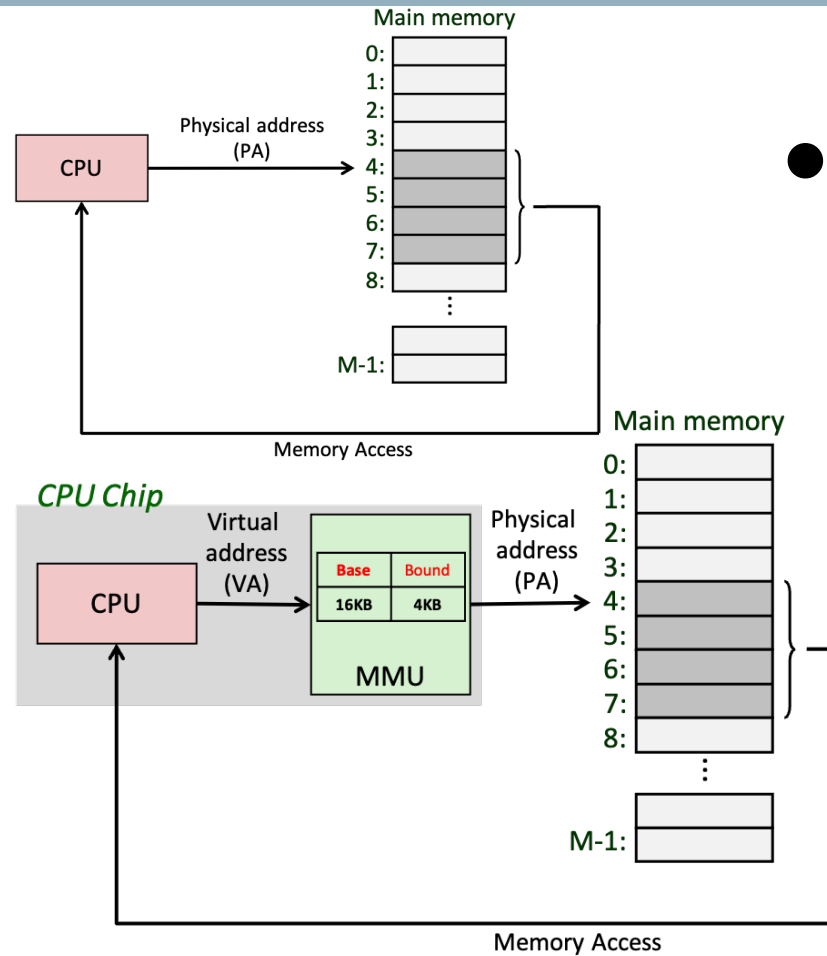 Main memory
0:
1:
2:
3:
4:
5:
6:
7:
8:
⋮
M-1:
Physical address
(PA)
CPU
Memory Access
CPU Chip
Virtual
address
(VA)
CPU
Base Bound
16KB 4KB
MMU
Physical
address
(PA)
Main memory
0:
1:
2:
3:
4:
5:
6:
7:
8:
⋮
M-1:
Memory Access